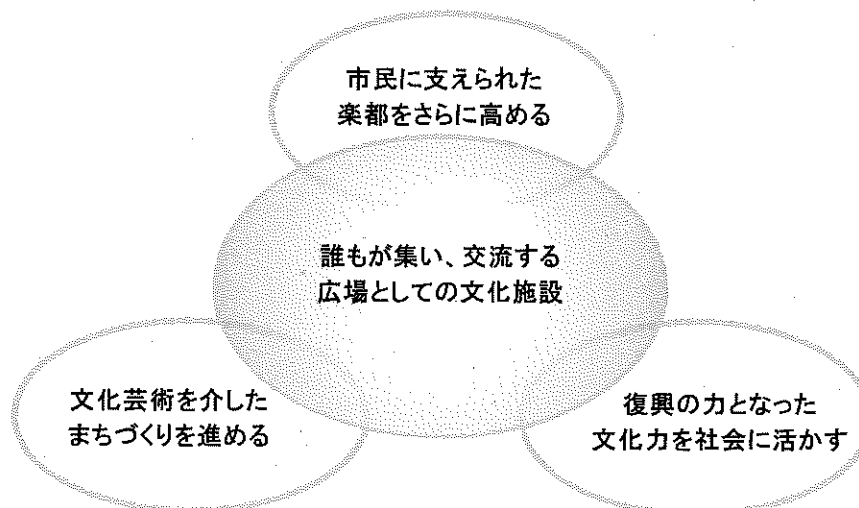 市民に支えられた
楽都をさらに高める
誰もが集い、交流する
広場としての文化施設
文化芸術を介した
まちづくりを進める
復興の力となった
文化力を社会に活かす